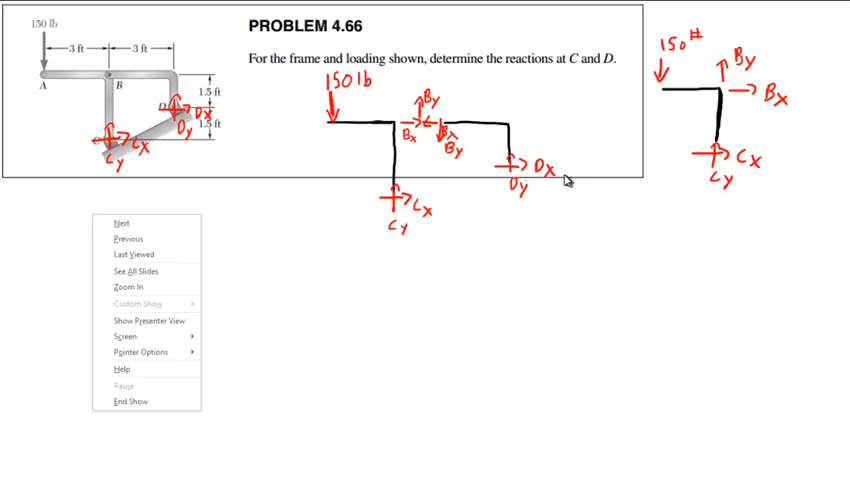 PROBLEM 4.66
For the frame and loading shown, determine the reactions at C and D.
150 lb
3 ft
3 ft
A
B
1.5 ft
D
1.5 ft
Dx
Dy
Cx
Cy
150 lb
By
Bx
Bx
By
Cx
Cy
Dx
Dy
150 #
By
Bx
Cx
Cy
Next
Previous
Last Viewed
See All Slides
Zoom In
Custom Show
Show Presenter View
Screen
Pointer Options
Help
Pause
End Show